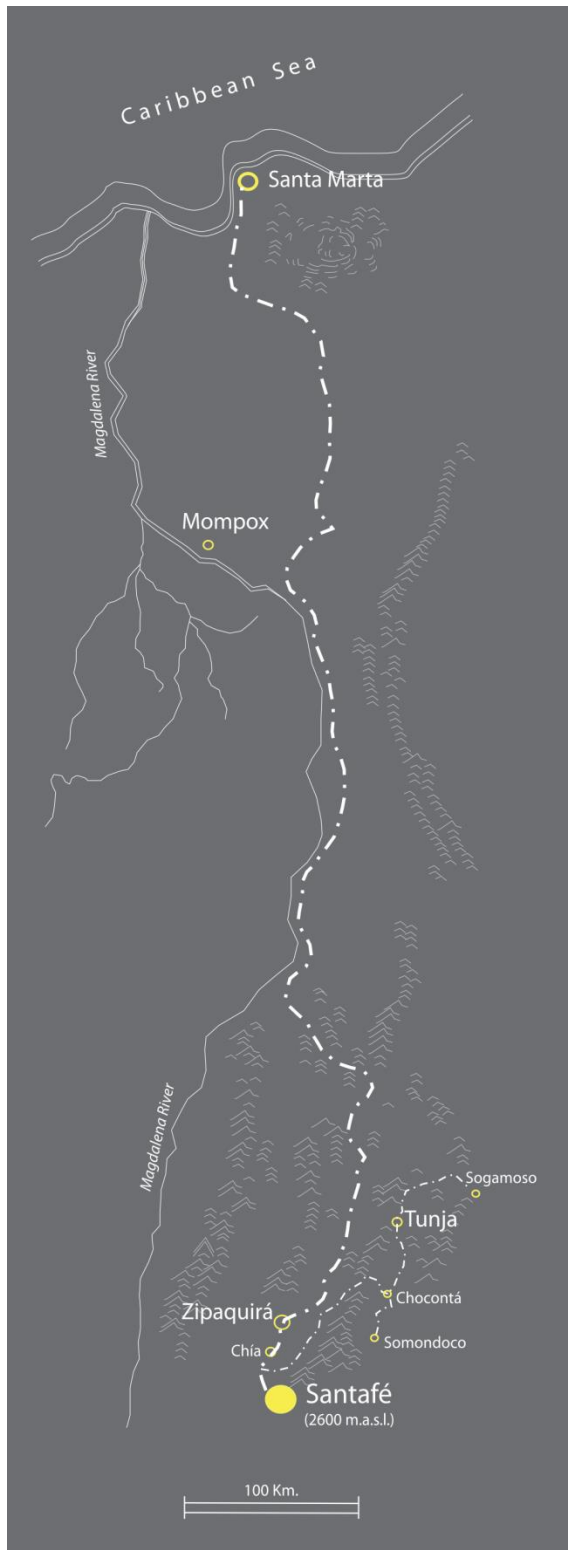 Caribbean Sea
Santa Marta
Magdalena River
Mompox
Magdalena River
Sogamoso
Tunja
Chocontá
Zipaquirá
Somondoco
Chía
Santafé
(2600 m.a.s.l.)
100 Km.